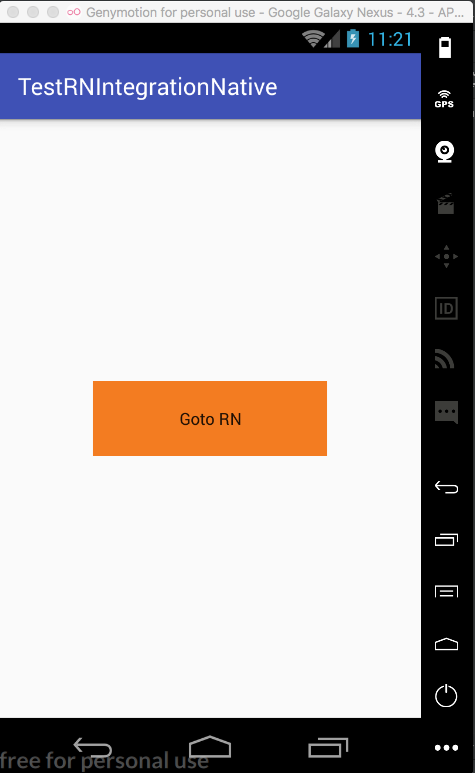 Genymotion for personal use - Google Galaxy Nexus - 4.3 - AP...
11:21
TestRNIntegrationNative
GPS
ID
Goto RN
free for personal use